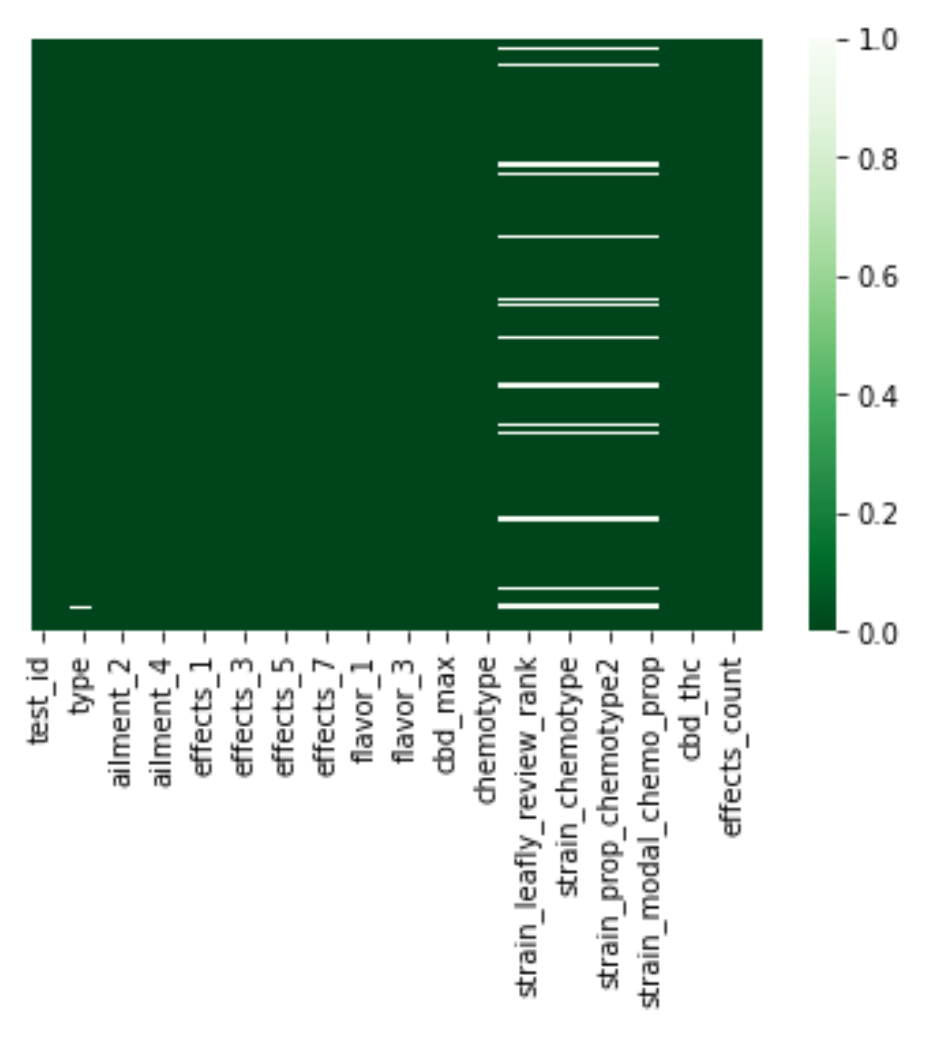 1.0
0.8
0.6
0.4
0.2
0.0
test_id
type
ailment_2
ailment_4
effects_1
effects_3
effects_5
effects_7
flavor_1
flavor_3
cbd_max
chemotype
strain_leafly_review_rank
strain_chemotype
strain_prop_chemotype2
strain_modal_chemo_prop
cbd_thc
effects_count